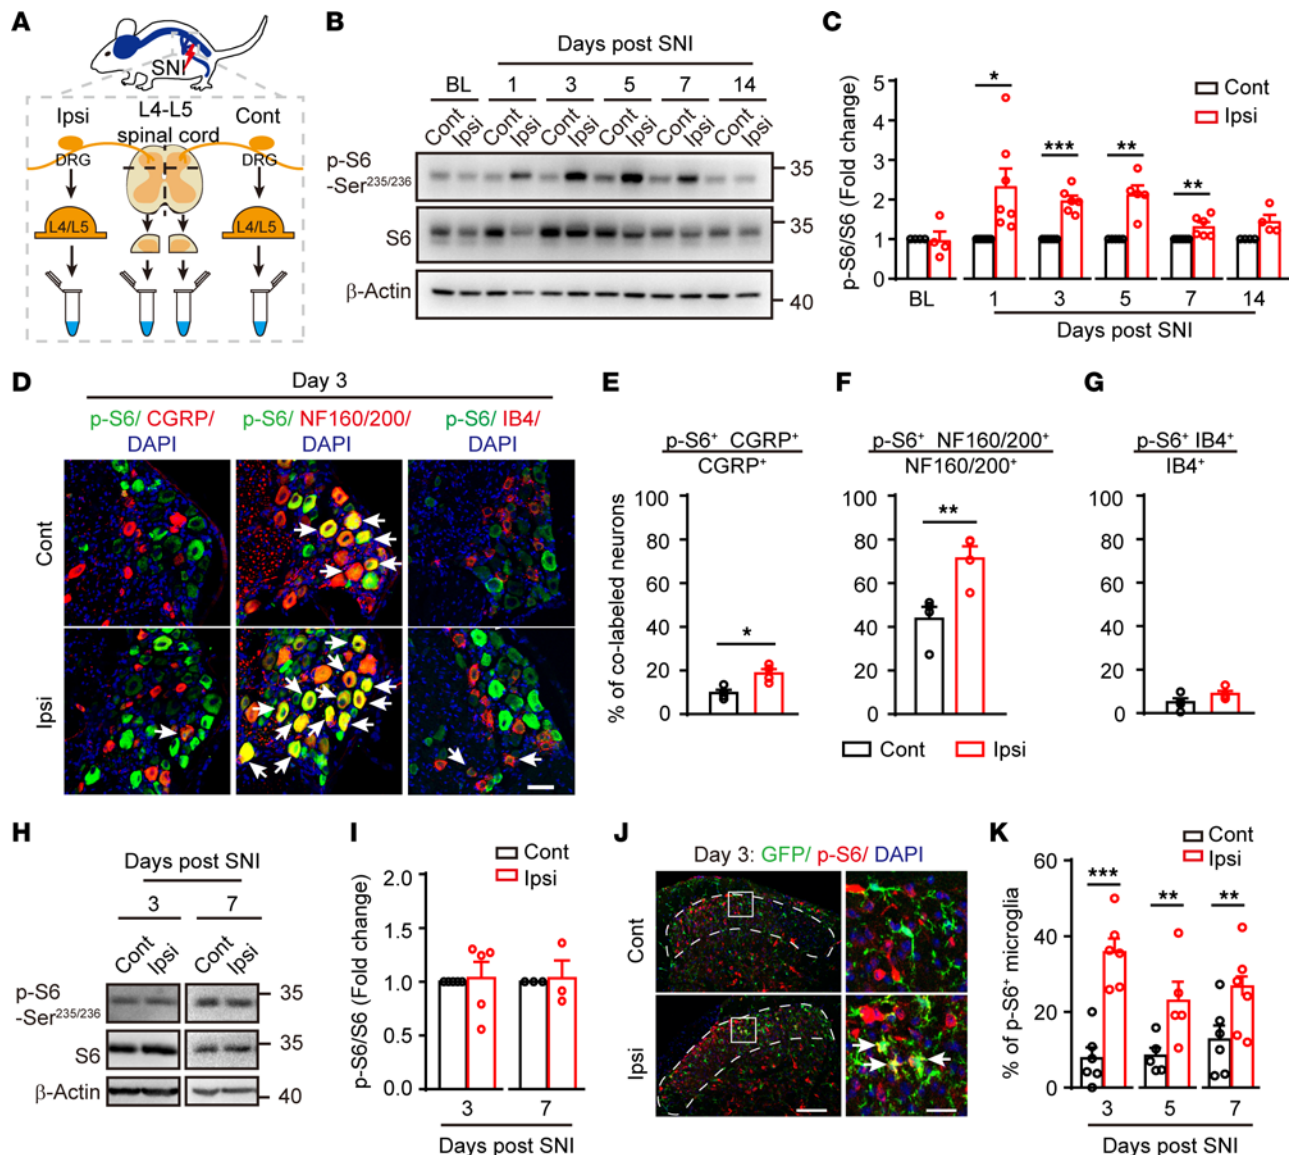 A
SNI
Ipsi
L4-L5
spinal cord
Cont
DRG
DRG
L4/L5
L4/L5
B
Days post SNI
BL 1 3 5 7 14
Cont Ipsi Cont Ipsi Cont Ipsi Cont Ipsi Cont Ipsi Cont Ipsi
p-S6
-Ser235/236
35
S6
35
β-Actin
40
C
Cont
Ipsi
p-S6/S6 (Fold change)
5
4
3
2
1
0
* *** ** **
BL 1 3 5 7 14
Days post SNI
D
Day 3
p-S6/ CGRP/
DAPI
p-S6/ NF160/200/
DAPI
p-S6/ IB4/
DAPI
Cont
Ipsi
E
p-S6+ CGRP+
CGRP+
% of co-labeled neurons
100
80
60
40
20
0
*
F
p-S6+ NF160/200+
NF160/200+
100
80
60
40
20
0
**
Cont Ipsi
G
p-S6+ IB4+
IB4+
100
80
60
40
20
0
H
Days post SNI
3 7
Cont Ipsi Cont Ipsi
p-S6
-Ser235/236
35
S6
35
β-Actin
40
I
Cont
Ipsi
p-S6/S6 (Fold change)
2.0
1.5
1.0
0.5
0.0
3 7
Days post SNI
J
Day 3: GFP/ p-S6/ DAPI
Cont
Ipsi
K
Cont
Ipsi
% of p-S6+ microglia
60
40
20
0
*** ** **
3 5 7
Days post SNI